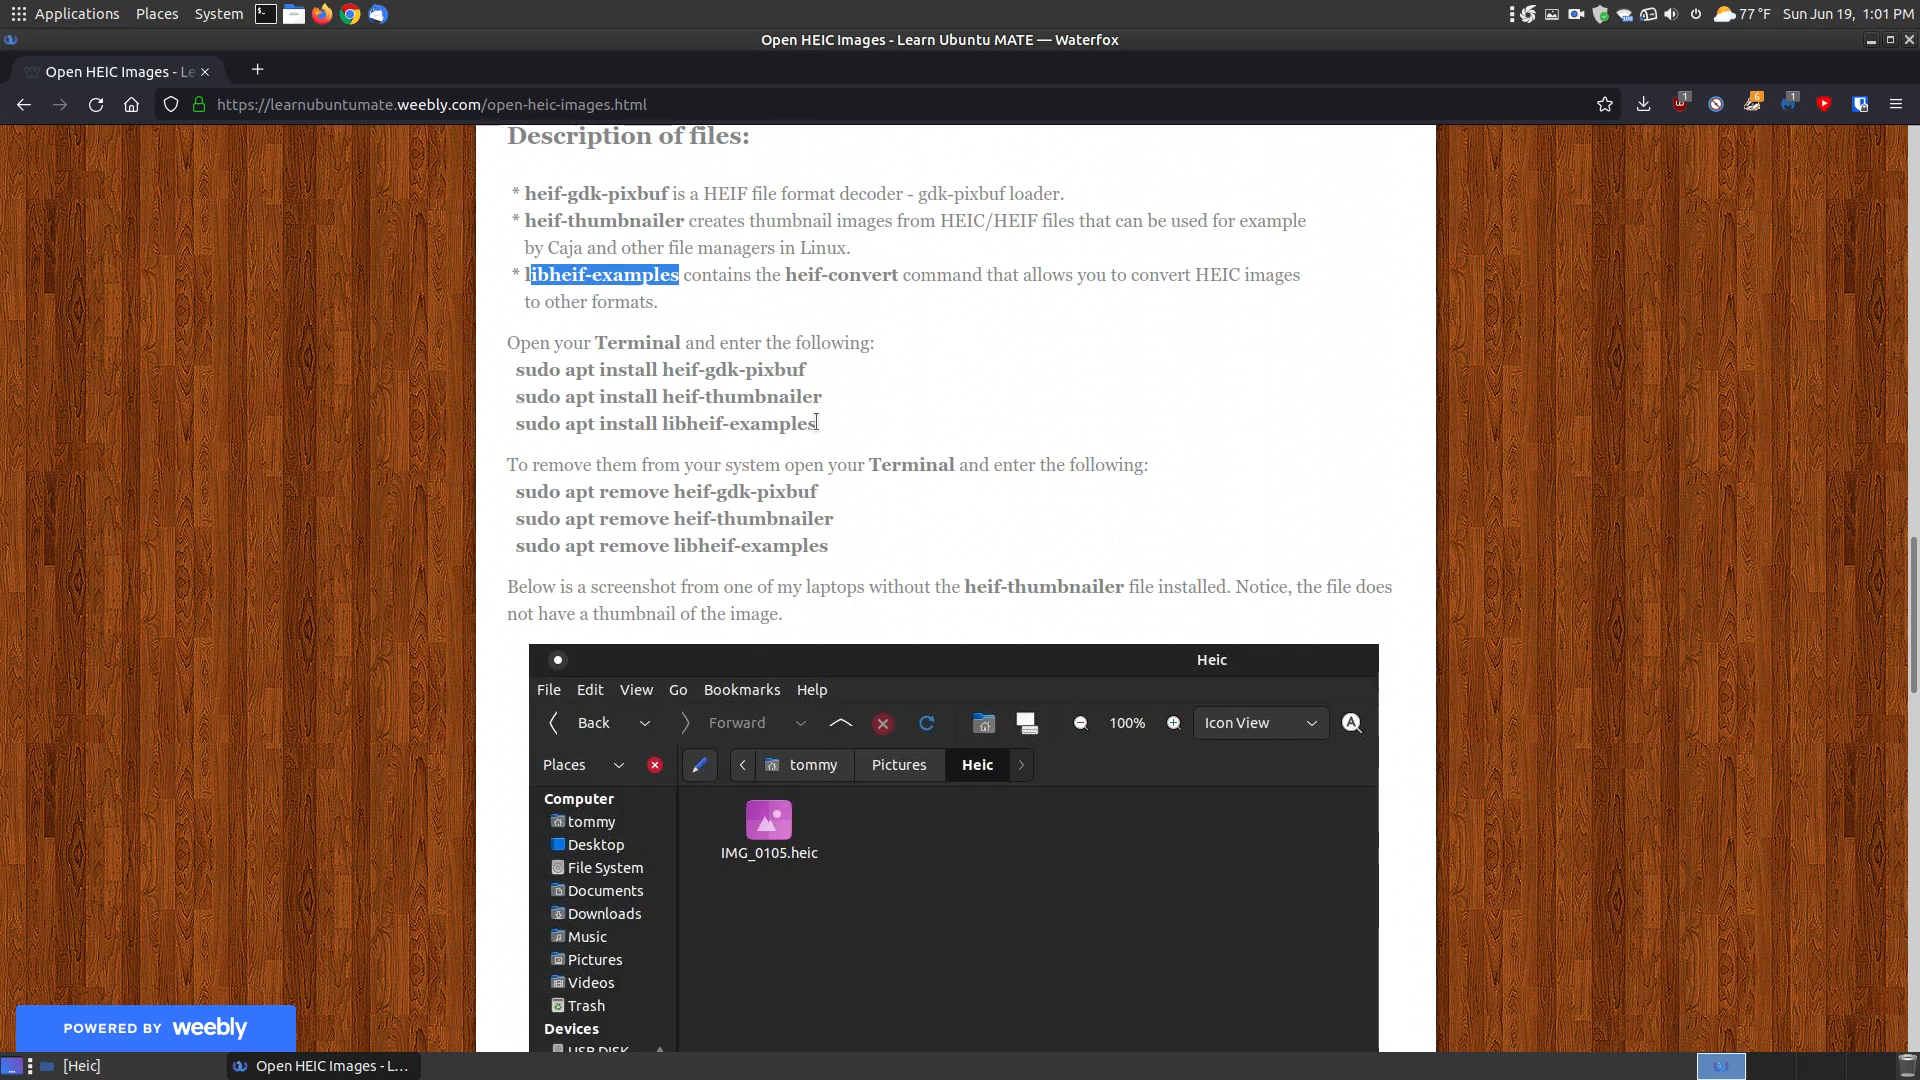 Applications Places System
77 °F Sun Jun 19, 1:01 PM
Open HEIC Images - Learn Ubuntu MATE — Waterfox
Open HEIC Images - Le
https://learnubuntumate.weebly.com/open-heic-images.html
1
6
1
Description of files:
* heif-gdk-pixbuf is a HEIF file format decoder - gdk-pixbuf loader.
* heif-thumbnailer creates thumbnail images from HEIC/HEIF files that can be used for example
by Caja and other file managers in Linux.
* libheif-examples contains the heif-convert command that allows you to convert HEIC images
to other formats.
Open your Terminal and enter the following:
sudo apt install heif-gdk-pixbuf
sudo apt install heif-thumbnailer
sudo apt install libheif-examples
To remove them from your system open your Terminal and enter the following:
sudo apt remove heif-gdk-pixbuf
sudo apt remove heif-thumbnailer
sudo apt remove libheif-examples
Below is a screenshot from one of my laptops without the heif-thumbnailer file installed. Notice, the file does
not have a thumbnail of the image.
Heic
File Edit View Go Bookmarks Help
Back Forward 100% Icon View
Places tommy Pictures Heic
Computer
tommy
Desktop
File System
Documents
Downloads
Music
Pictures
Videos
Trash
Devices
USB DISK
IMG_0105.heic
POWERED BY weebly
[Heic] Open HEIC Images - L...